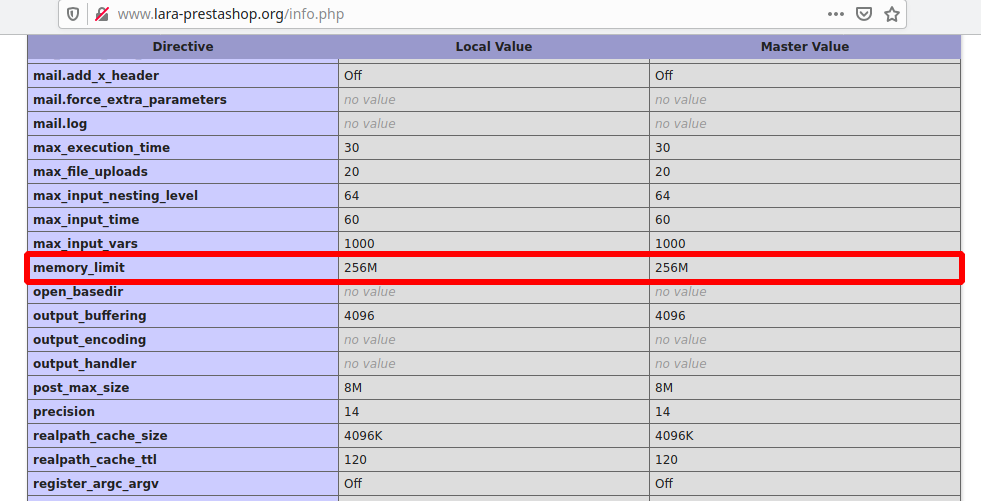 www.lara-prestashop.org/info.php
Directive Local Value Master Value
mail.add_x_header Off Off
mail.force_extra_parameters no value no value
mail.log no value no value
max_execution_time 30 30
max_file_uploads 20 20
max_input_nesting_level 64 64
max_input_time 60 60
max_input_vars 1000 1000
memory_limit 256M 256M
open_basedir no value no value
output_buffering 4096 4096
output_encoding no value no value
output_handler no value no value
post_max_size 8M 8M
precision 14 14
realpath_cache_size 4096K 4096K
realpath_cache_ttl 120 120
register_argc_argv Off Off